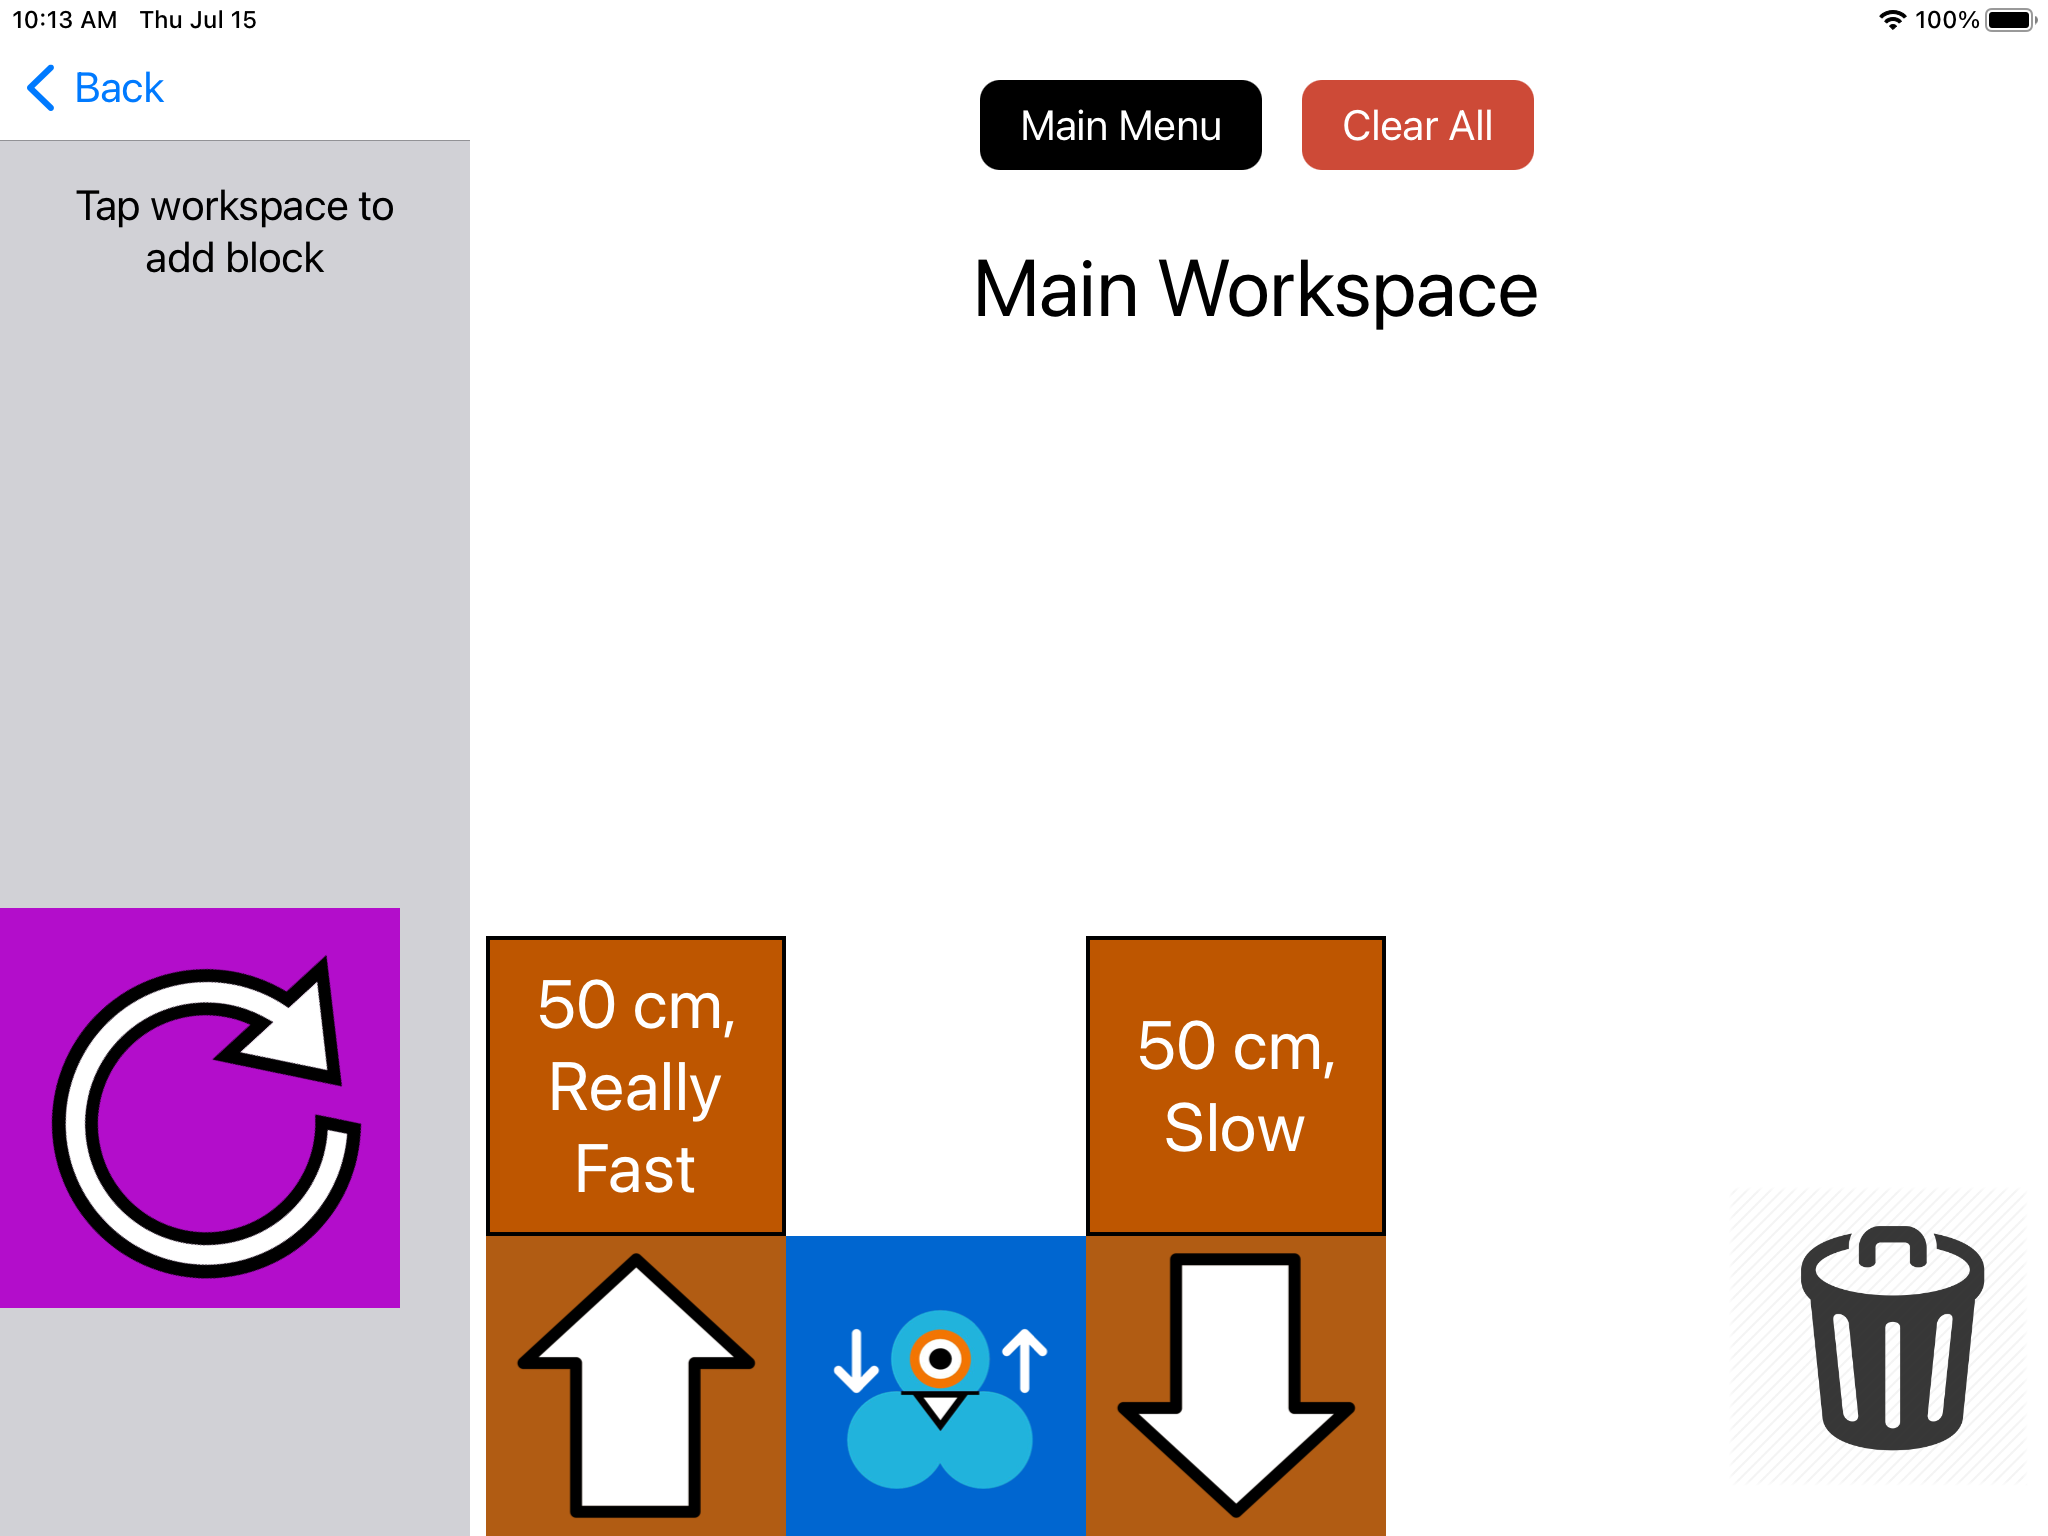 10:13 AM Thu Jul 15
100%
Back
Main Menu
Clear All
Tap workspace to
add block
Main Workspace
50 cm,
Really
Fast
50 cm,
Slow